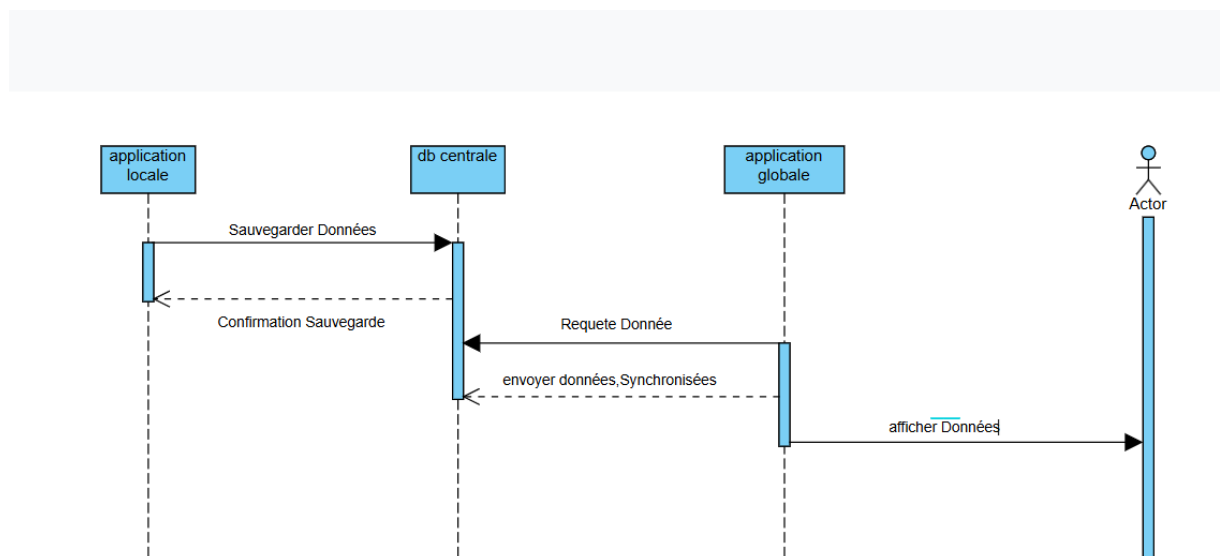 application
locale
db centrale
application
globale
Actor
Sauvegarder Données
Confirmation Sauvegarde
Requete Donnée
envoyer données,Synchronisées
afficher Données